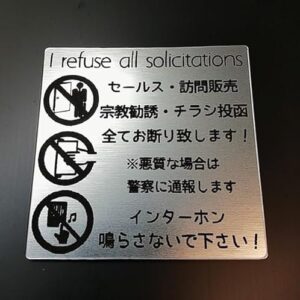 I refuse all solicitations
セールス・訪問販売
宗教勧誘・チラシ投函
全てお断り致します！
※悪質な場合は
警察に通報します
インターホン
鳴らさないで下さい！